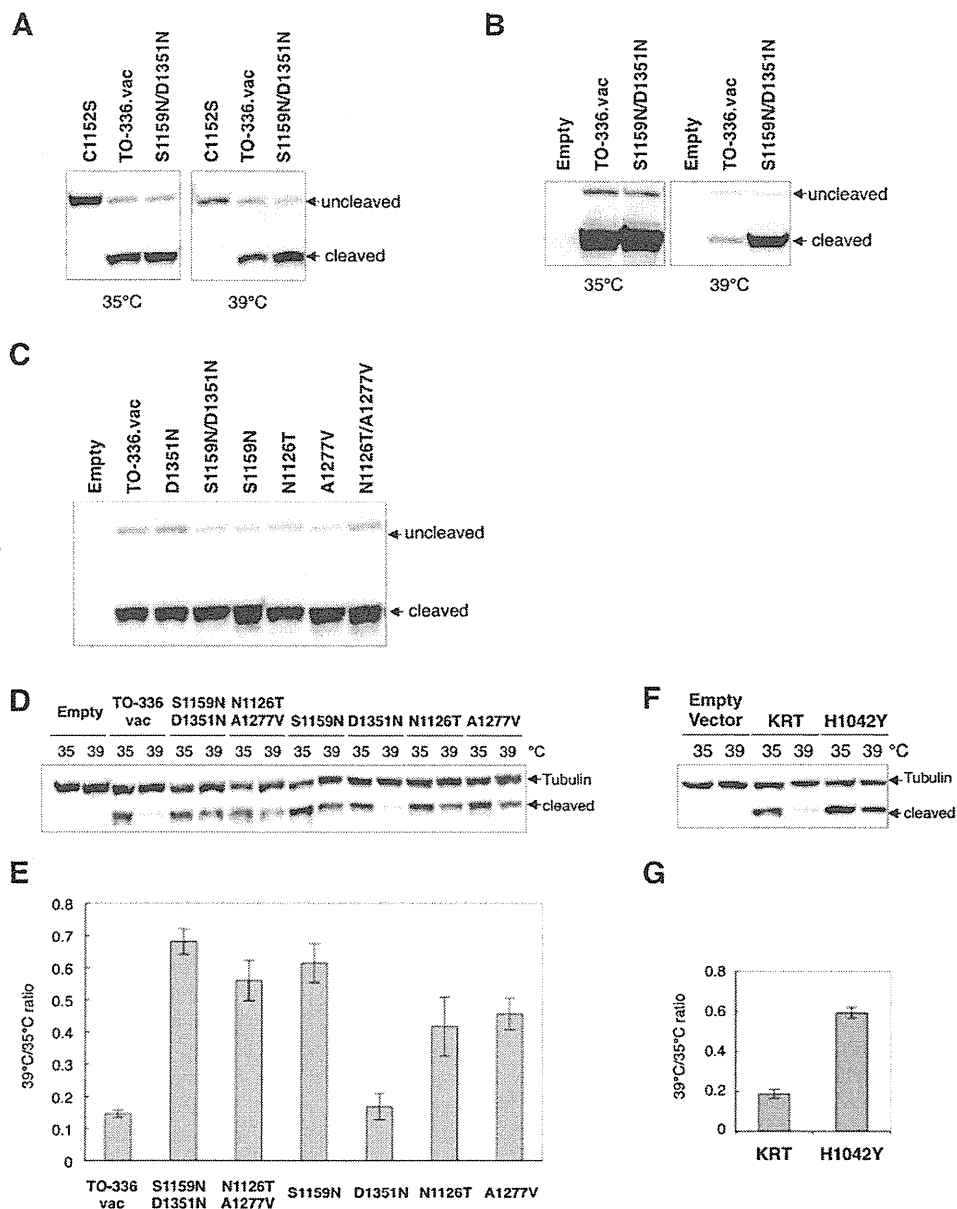 A
C1152S
TO-336.vac
S1159N/D1351N
C1152S
TO-336.vac
S1159N/D1351N
uncleaved
cleaved
35°C
39°C
B
Empty
TO-336.vac
S1159N/D1351N
Empty
TO-336.vac
S1159N/D1351N
uncleaved
cleaved
35°C
39°C
C
Empty
TO-336.vac
D1351N
S1159N/D1351N
S1159N
N1126T
A1277V
N1126T/A1277V
uncleaved
cleaved
D
Empty
TO-336
vac
S1159N
D1351N
N1126T
A1277V
S1159N
D1351N
N1126T
A1277V
35 39 35 39 35 39 35 39 35 39 35 39 35 39 35 39 °C
Tubulin
cleaved
F
Empty
Vector
KRT
H1042Y
35 39 35 39 35 39 °C
Tubulin
cleaved
E
39°C/35°C ratio
0.8
0.7
0.6
0.5
0.4
0.3
0.2
0.1
0
TO-336
vac
S1159N
D1351N
N1126T
A1277V
S1159N
D1351N
N1126T
A1277V
G
39°C/35°C ratio
0.8
0.6
0.4
0.2
0
KRT
H1042Y